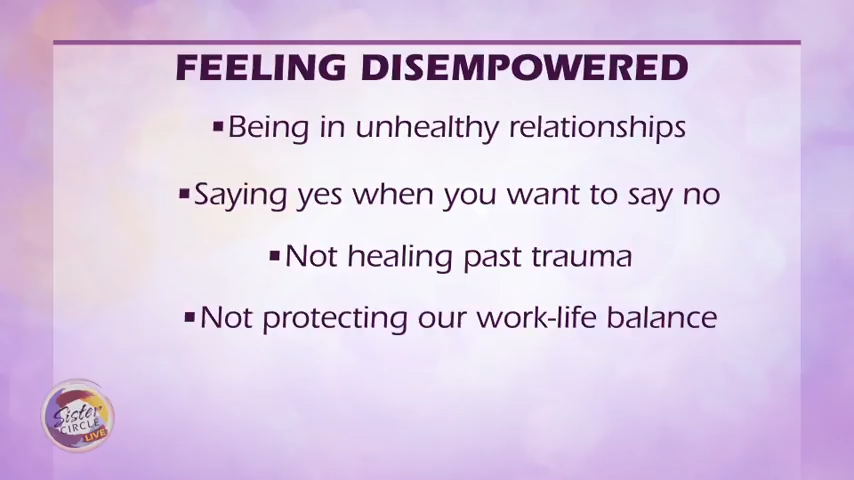 FEELING DISEMPOWERED
▪Being in unhealthy relationships
▪Saying yes when you want to say no
▪Not healing past trauma
▪Not protecting our work-life balance
Sister
CIRCLE
LIVE